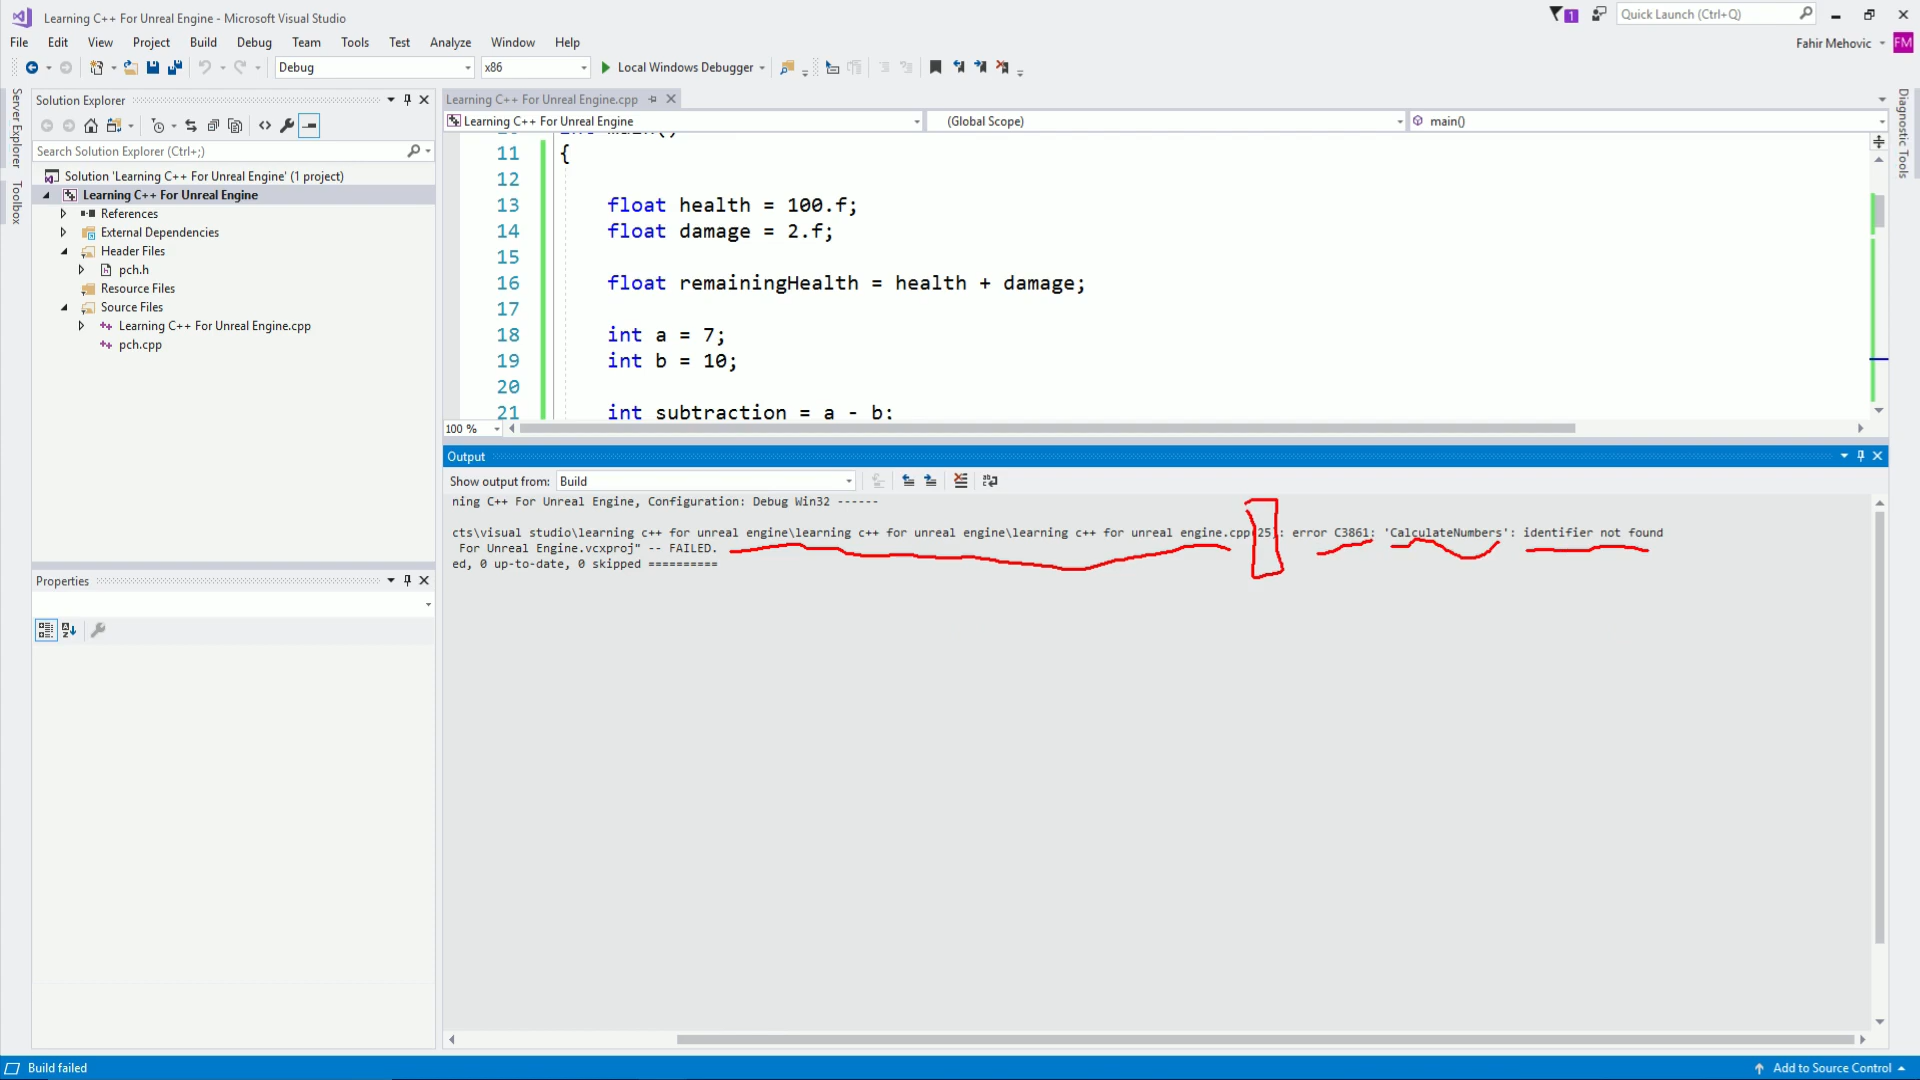 Learning C++ For Unreal Engine - Microsoft Visual Studio
1
Quick Launch (Ctrl+Q)
File Edit View Project Build Debug Team Tools Test Analyze Window Help
Fahir Mehovic
FM
Debug x86 Local Windows Debugger
Server Explorer
Toolbox
Solution Explorer
Search Solution Explorer (Ctrl+;)
Solution 'Learning C++ For Unreal Engine' (1 project)
Learning C++ For Unreal Engine
References
External Dependencies
Header Files
pch.h
Resource Files
Source Files
Learning C++ For Unreal Engine.cpp
pch.cpp
Properties
Learning C++ For Unreal Engine.cpp
Learning C++ For Unreal Engine (Global Scope) main()
11 {
12
13 float health = 100.f;
14 float damage = 2.f;
15
16 float remainingHealth = health + damage;
17
18 int a = 7;
19 int b = 10;
20
21 int subtraction = a - b;
100 %
Output
Show output from: Build
ning C++ For Unreal Engine, Configuration: Debug Win32 ------
cts\visual studio\learning c++ for unreal engine\learning c++ for unreal engine\learning c++ for unreal engine.cpp(25): error C3861: 'CalculateNumbers': identifier not found
For Unreal Engine.vcxproj" -- FAILED.
ed, 0 up-to-date, 0 skipped ==========
Diagnostic Tools
Build failed
Add to Source Control